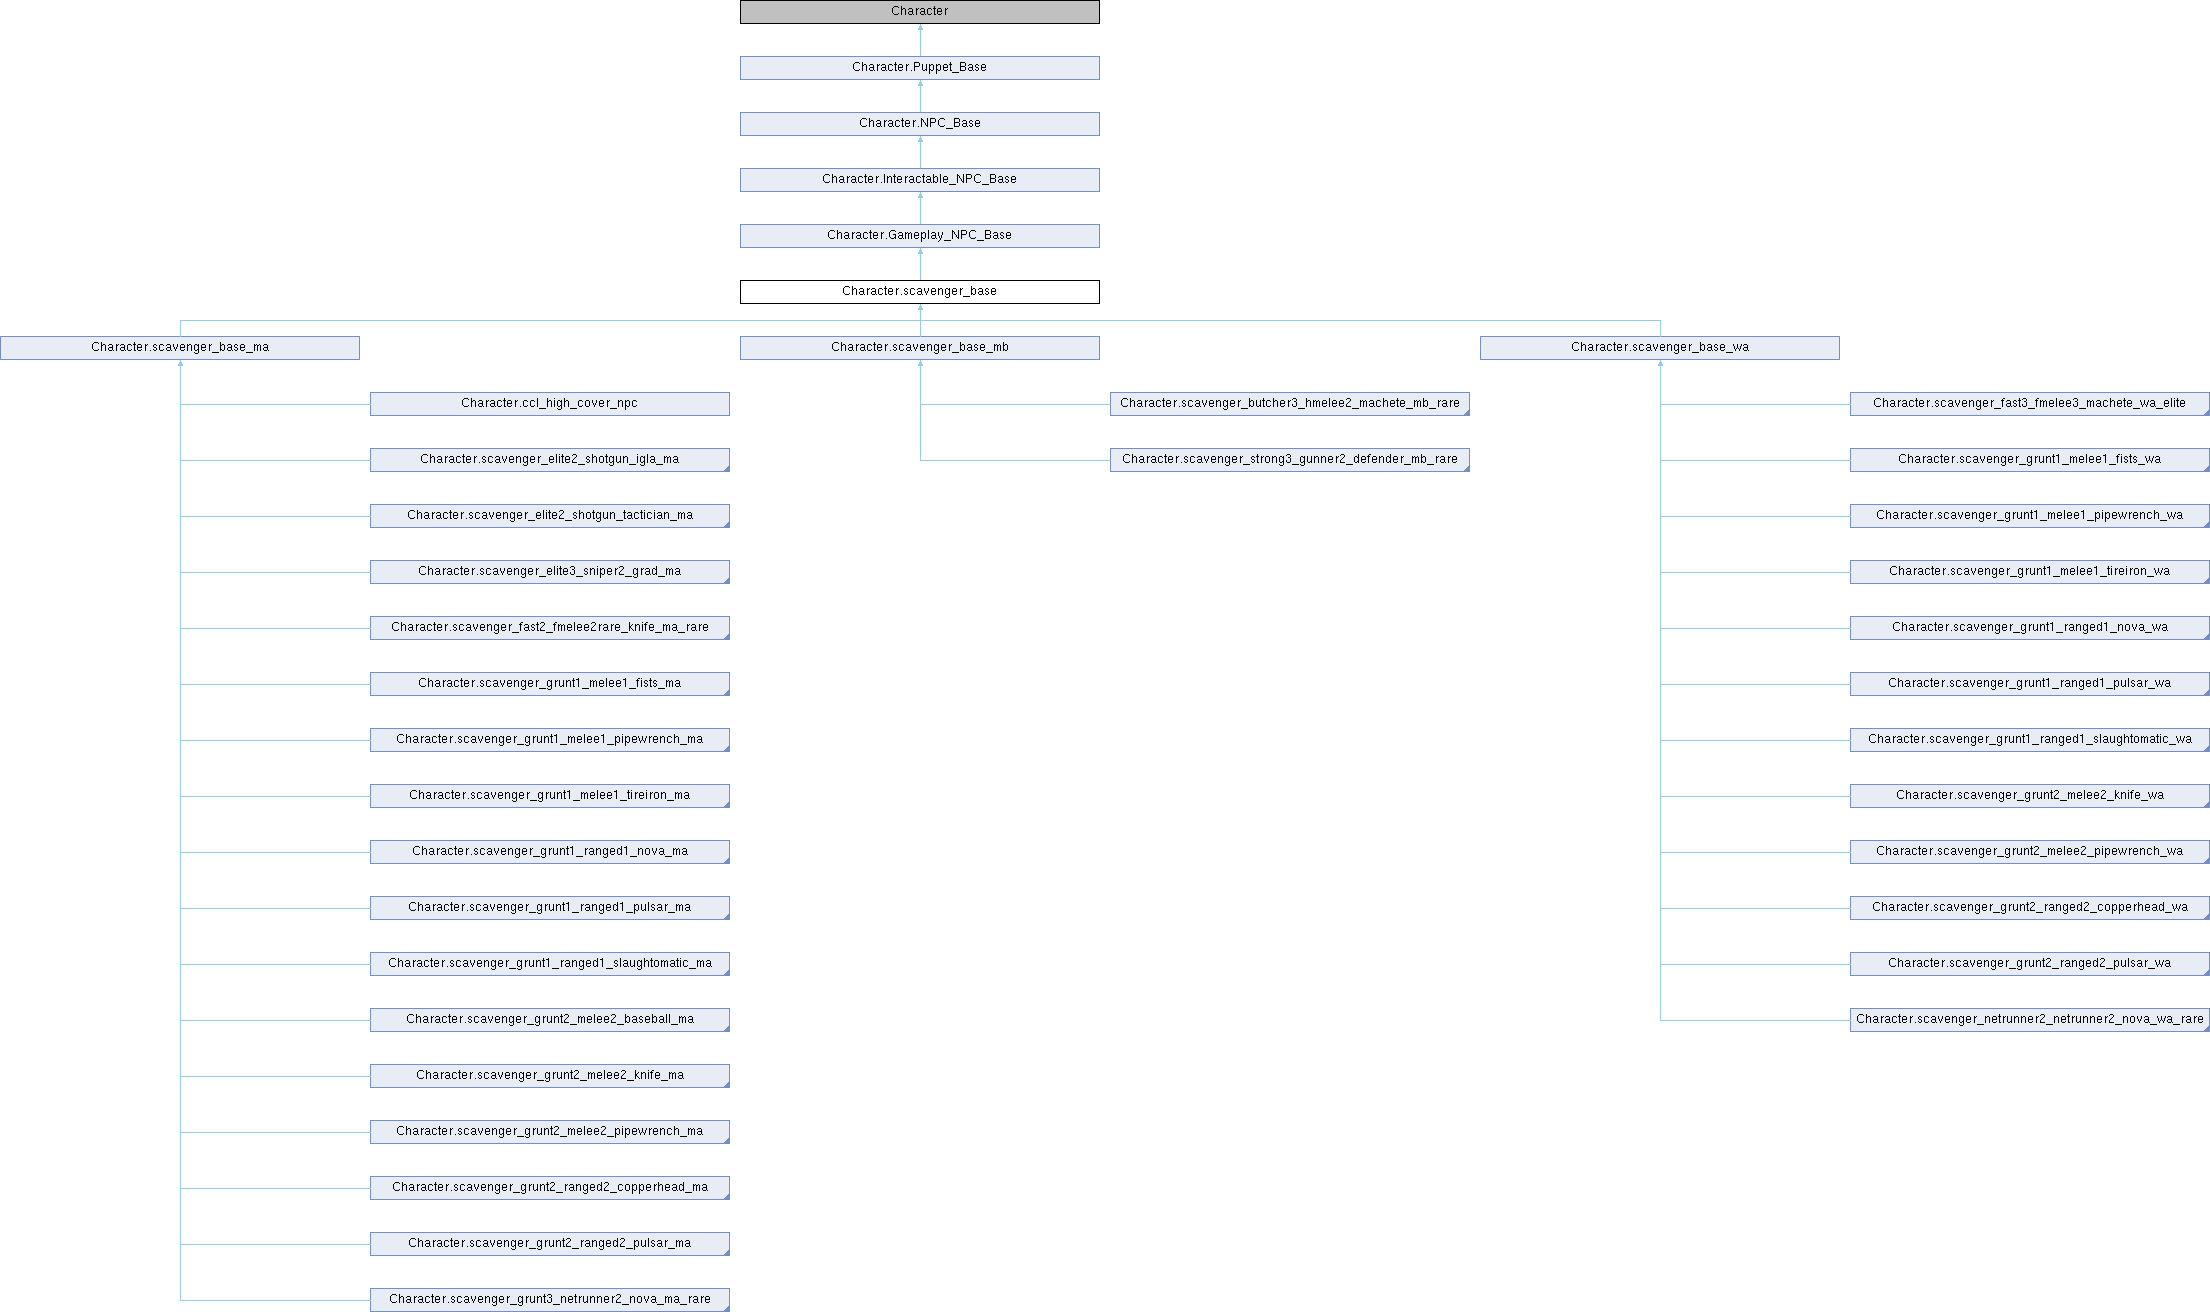 Character
Character.Puppet_Base
Character.NPC_Base
Character.Interactable_NPC_Base
Character.Gameplay_NPC_Base
Character.scavenger_base
Character.scavenger_base_ma
Character.scavenger_base_mb
Character.scavenger_base_wa
Character.ccl_high_cover_npc
Character.scavenger_butcher3_hmelee2_machete_mb_rare
Character.scavenger_fast3_fmelee3_machete_wa_elite
Character.scavenger_elite2_shotgun_igla_ma
Character.scavenger_strong3_gunner2_defender_mb_rare
Character.scavenger_grunt1_melee1_fists_wa
Character.scavenger_elite2_shotgun_tactician_ma
Character.scavenger_grunt1_melee1_pipewrench_wa
Character.scavenger_elite3_sniper2_grad_ma
Character.scavenger_grunt1_melee1_tireiron_wa
Character.scavenger_fast2_fmelee2rare_knife_ma_rare
Character.scavenger_grunt1_ranged1_nova_wa
Character.scavenger_grunt1_melee1_fists_ma
Character.scavenger_grunt1_ranged1_pulsar_wa
Character.scavenger_grunt1_melee1_pipewrench_ma
Character.scavenger_grunt1_ranged1_slaughtomatic_wa
Character.scavenger_grunt1_melee1_tireiron_ma
Character.scavenger_grunt2_melee2_knife_wa
Character.scavenger_grunt1_ranged1_nova_ma
Character.scavenger_grunt2_melee2_pipewrench_wa
Character.scavenger_grunt1_ranged1_pulsar_ma
Character.scavenger_grunt2_ranged2_copperhead_wa
Character.scavenger_grunt1_ranged1_slaughtomatic_ma
Character.scavenger_grunt2_ranged2_pulsar_wa
Character.scavenger_grunt2_melee2_baseball_ma
Character.scavenger_netrunner2_netrunner2_nova_wa_rare
Character.scavenger_grunt2_melee2_knife_ma
Character.scavenger_grunt2_melee2_pipewrench_ma
Character.scavenger_grunt2_ranged2_copperhead_ma
Character.scavenger_grunt2_ranged2_pulsar_ma
Character.scavenger_grunt3_netrunner2_nova_ma_rare